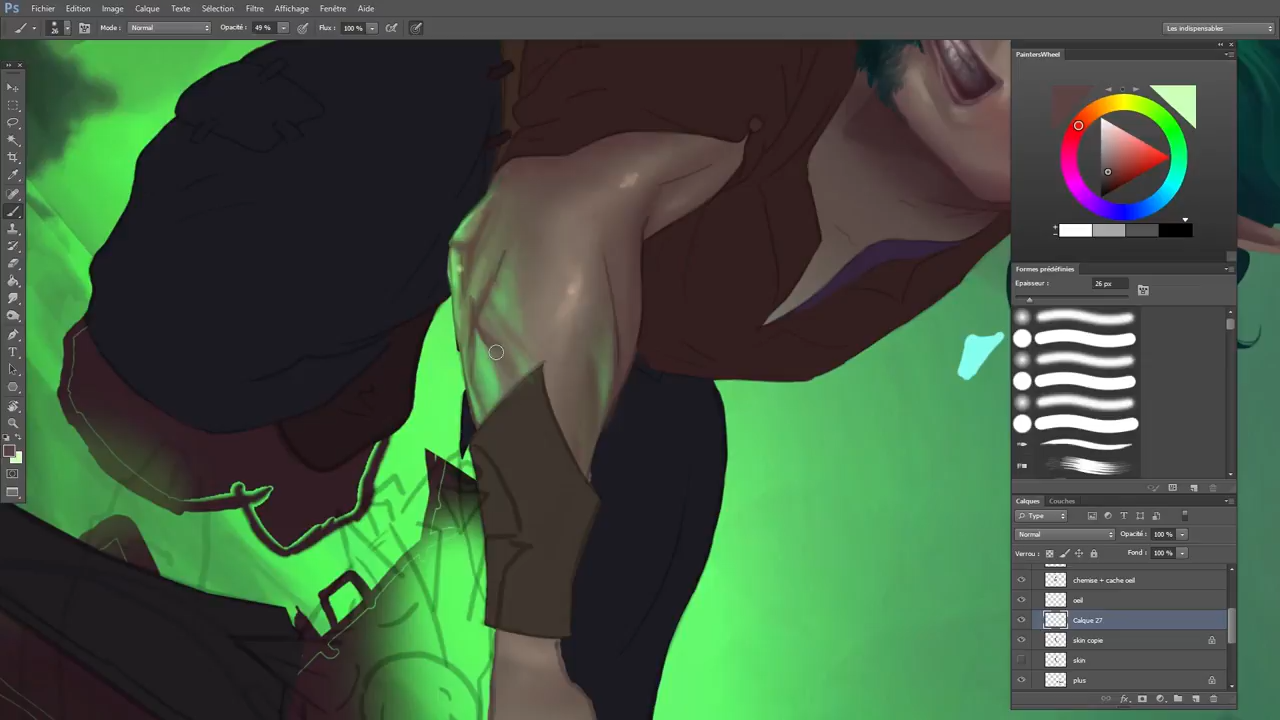 Ps Fichier Edition Image Calque Texte Sélection Filtre Affichage Fenêtre Aide
26 Mode : Normal Opacité : 49 % Flux : 100 % Les indispensables
PaintersWheel
Formes prédéfinies
Epaisseur : 26 px
Calques Couches
Type
Normal Opacité : 100 %
Verrou : Fond : 100 %
chemise + cache oeil
oeil
Calque 27
skin copie
skin
plus